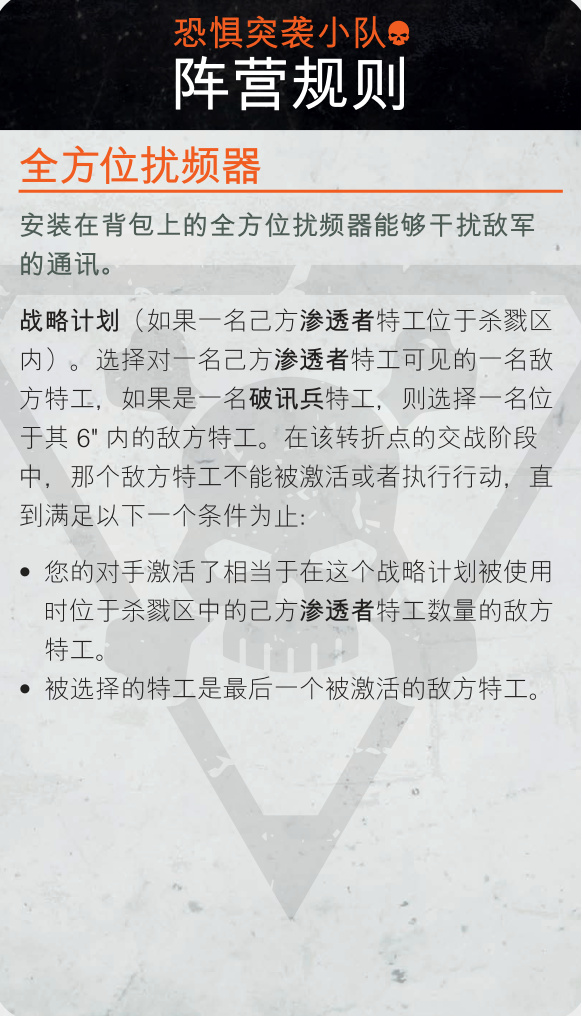 恐惧突袭小队
阵营规则
全方位扰频器
安装在背包上的全方位扰频器能够干扰敌军
的通讯。
战略计划（如果一名己方渗透者特工位于杀戮区
内）。选择对一名己方渗透者特工可见的一名敌
方特工，如果是一名破讯兵特工，则选择一名位
于其 6" 内的敌方特工。在该转折点的交战阶段
中，那个敌方特工不能被激活或者执行行动，直
到满足以下一个条件为止:
• 您的对手激活了相当于在这个战略计划被使用
时位于杀戮区中的己方渗透者特工数量的敌方
特工。
• 被选择的特工是最后一个被激活的敌方特工。